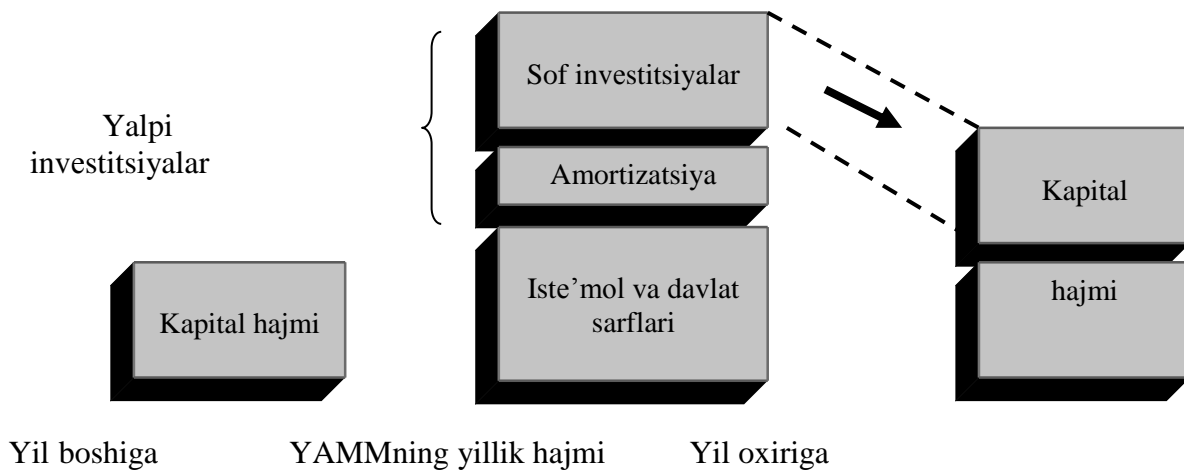 Sof investitsiyalar
Yalpi
investitsiyalar
Amortizatsiya
Kapital
Iste’mol va davlat
sarflari
hajmi
Kapital hajmi
Yil boshiga YAMMning yillik hajmi Yil oxiriga